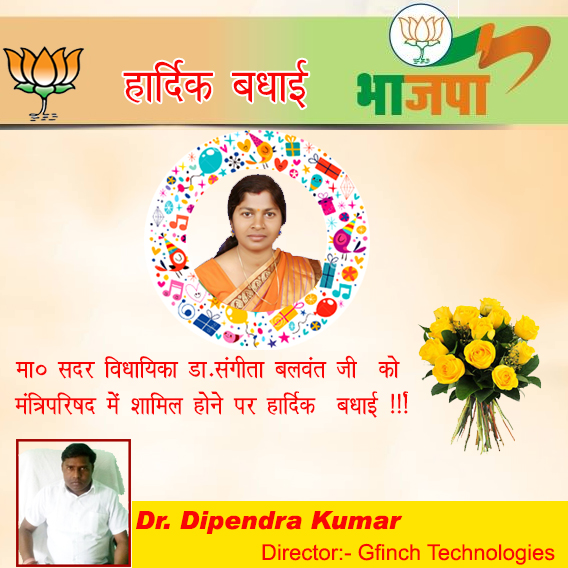 हार्दिक बधाई
भाजपा
मा० सदर विधायिका डा.संगीता बलवंत जी को
मंत्रिपरिषद में शामिल होने पर हार्दिक बधाई !!!
Dr. Dipendra Kumar
Director:- Gfinch Technologies